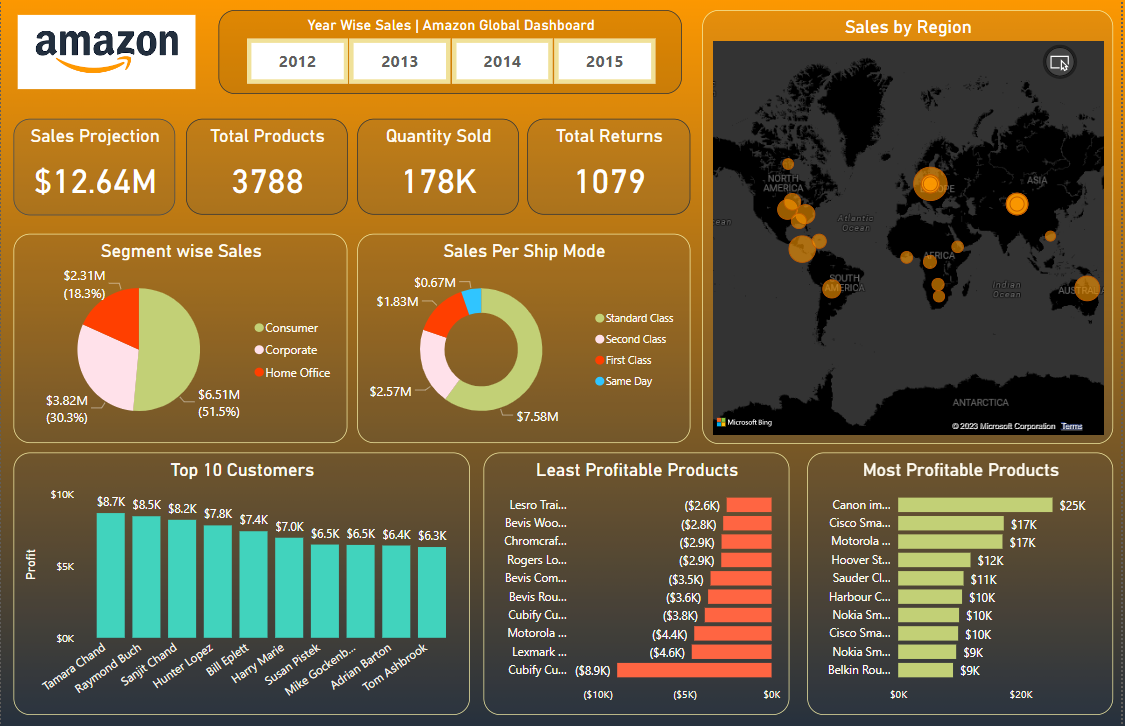 amazon
Year Wise Sales | Amazon Global Dashboard
2012
2013
2014
2015
Sales Projection
$12.64M
Total Products
3788
Quantity Sold
178K
Total Returns
1079
Sales by Region
NORTH
AMERICA
Atlantic
Ocean
ASIA
AFRICA
SOUTH
AMERICA
Indian
Ocean
ANTARCTICA
Microsoft Bing
© 2023 Microsoft Corporation Terms
Segment wise Sales
$2.31M
(18.3%)
$3.82M
(30.3%)
$6.51M
(51.5%)
Consumer
Corporate
Home Office
Sales Per Ship Mode
$0.67M
$1.83M
$2.57M
$7.58M
Standard Class
Second Class
First Class
Same Day
Top 10 Customers
Profit
$10K
$5K
$0K
$8.7K
$8.5K
$8.2K
$7.8K
$7.4K
$7.0K
$6.5K
$6.5K
$6.4K
$6.3K
Tamara Chand
Raymond Buch
Sanjit Chand
Hunter Lopez
Bill Eplett
Harry Marie
Susan Pistek
Mike Gockenb...
Adrian Barton
Tom Ashbrook
Least Profitable Products
Lesro Trai... ($2.6K)
Bevis Woo... ($2.8K)
Chromcraf... ($2.9K)
Rogers Lo... ($2.9K)
Bevis Com... ($3.5K)
Bevis Rou... ($3.6K)
Cubify Cu... ($3.8K)
Motorola ... ($4.4K)
Lexmark ... ($4.6K)
Cubify Cu... ($8.9K)
($10K) ($5K) $0K
Most Profitable Products
Canon im... $25K
Cisco Sma... $17K
Motorola ... $17K
Hoover St... $12K
Sauder Cl... $11K
Harbour C... $10K
Nokia Sm... $10K
Cisco Sma... $10K
Nokia Sm... $9K
Belkin Rou... $9K
$0K $20K